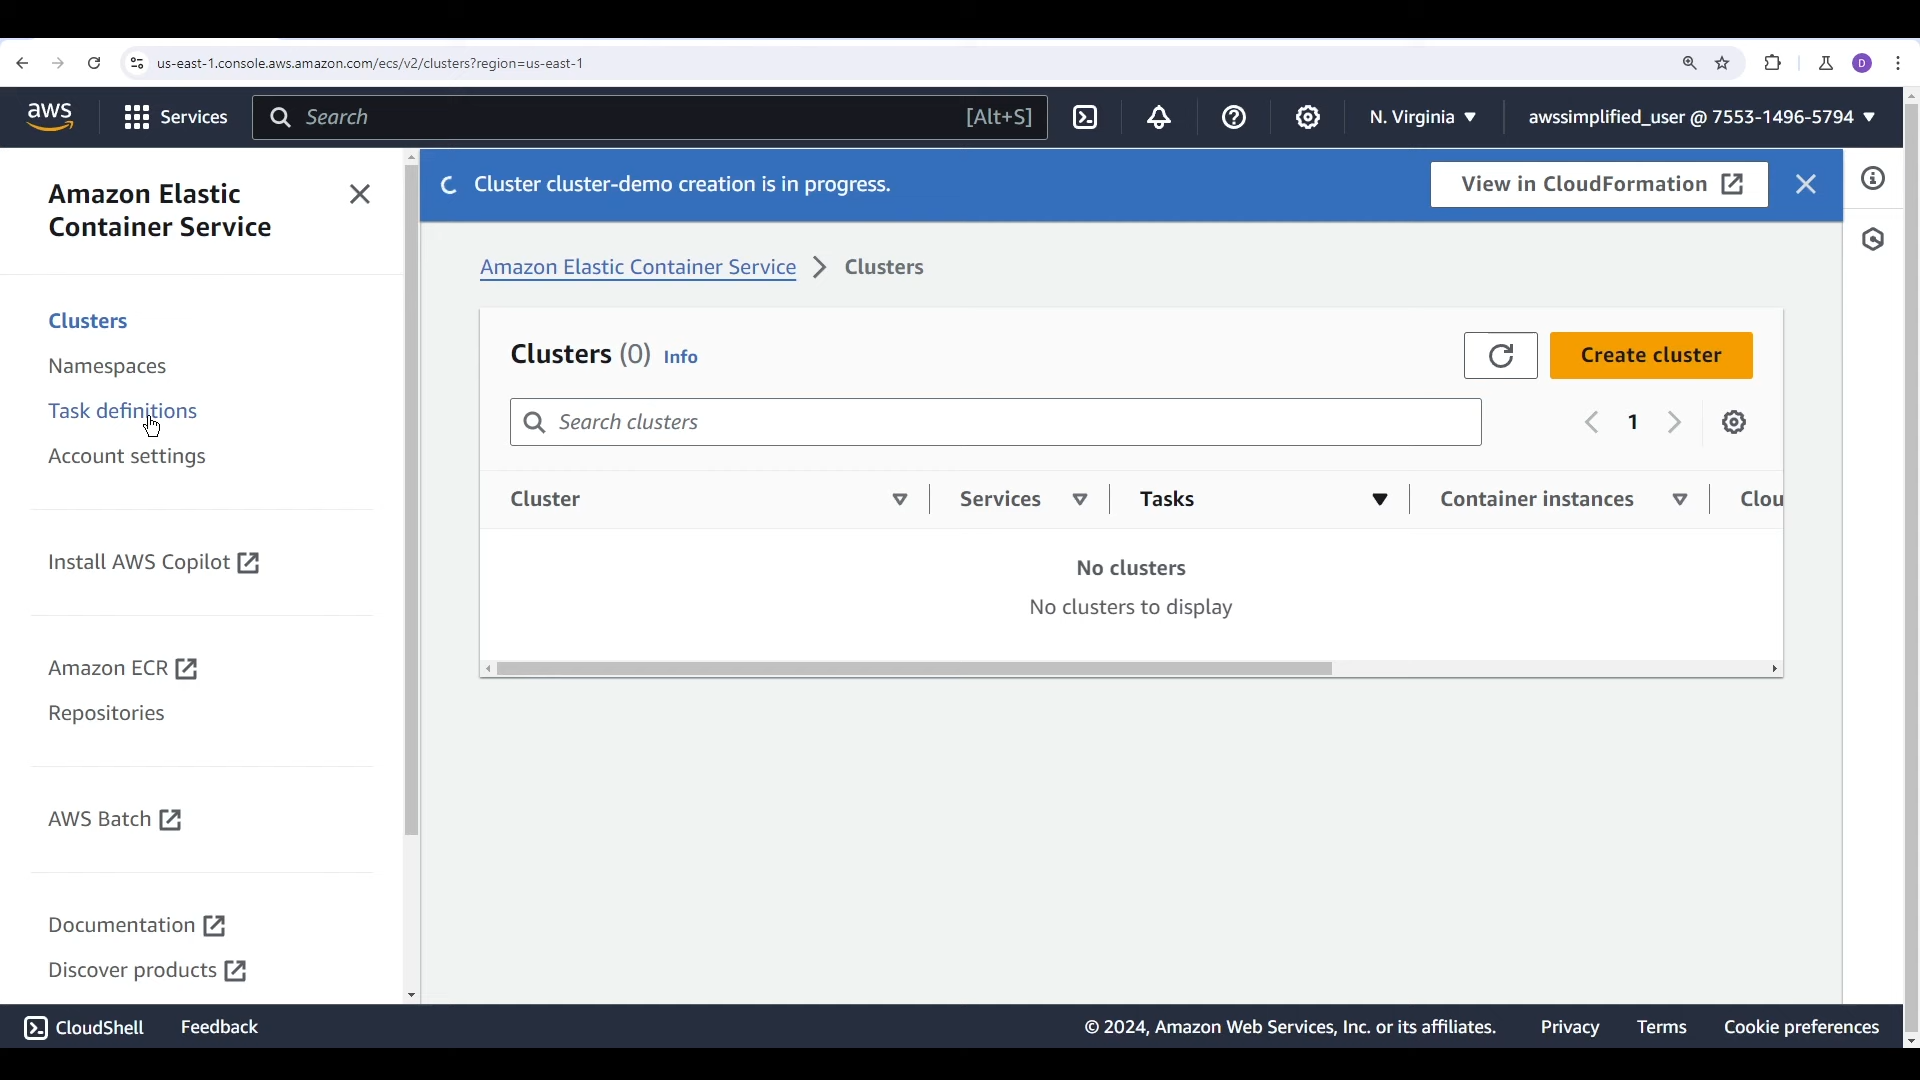 us-east-1.console.aws.amazon.com/ecs/v2/clusters?region=us-east-1
D
aws
Services
Search
[Alt+S]
N. Virginia
awssimplified_user @ 7553-1496-5794
Amazon Elastic
Container Service
Clusters
Namespaces
Task definitions
Account settings
Install AWS Copilot
Amazon ECR
Repositories
AWS Batch
Documentation
Discover products
Cluster cluster-demo creation is in progress.
View in CloudFormation
Amazon Elastic Container Service > Clusters
Clusters (0) Info
Create cluster
Search clusters
1
Cluster Services Tasks Container instances Clou
No clusters
No clusters to display
CloudShell
Feedback
© 2024, Amazon Web Services, Inc. or its affiliates.
Privacy
Terms
Cookie preferences